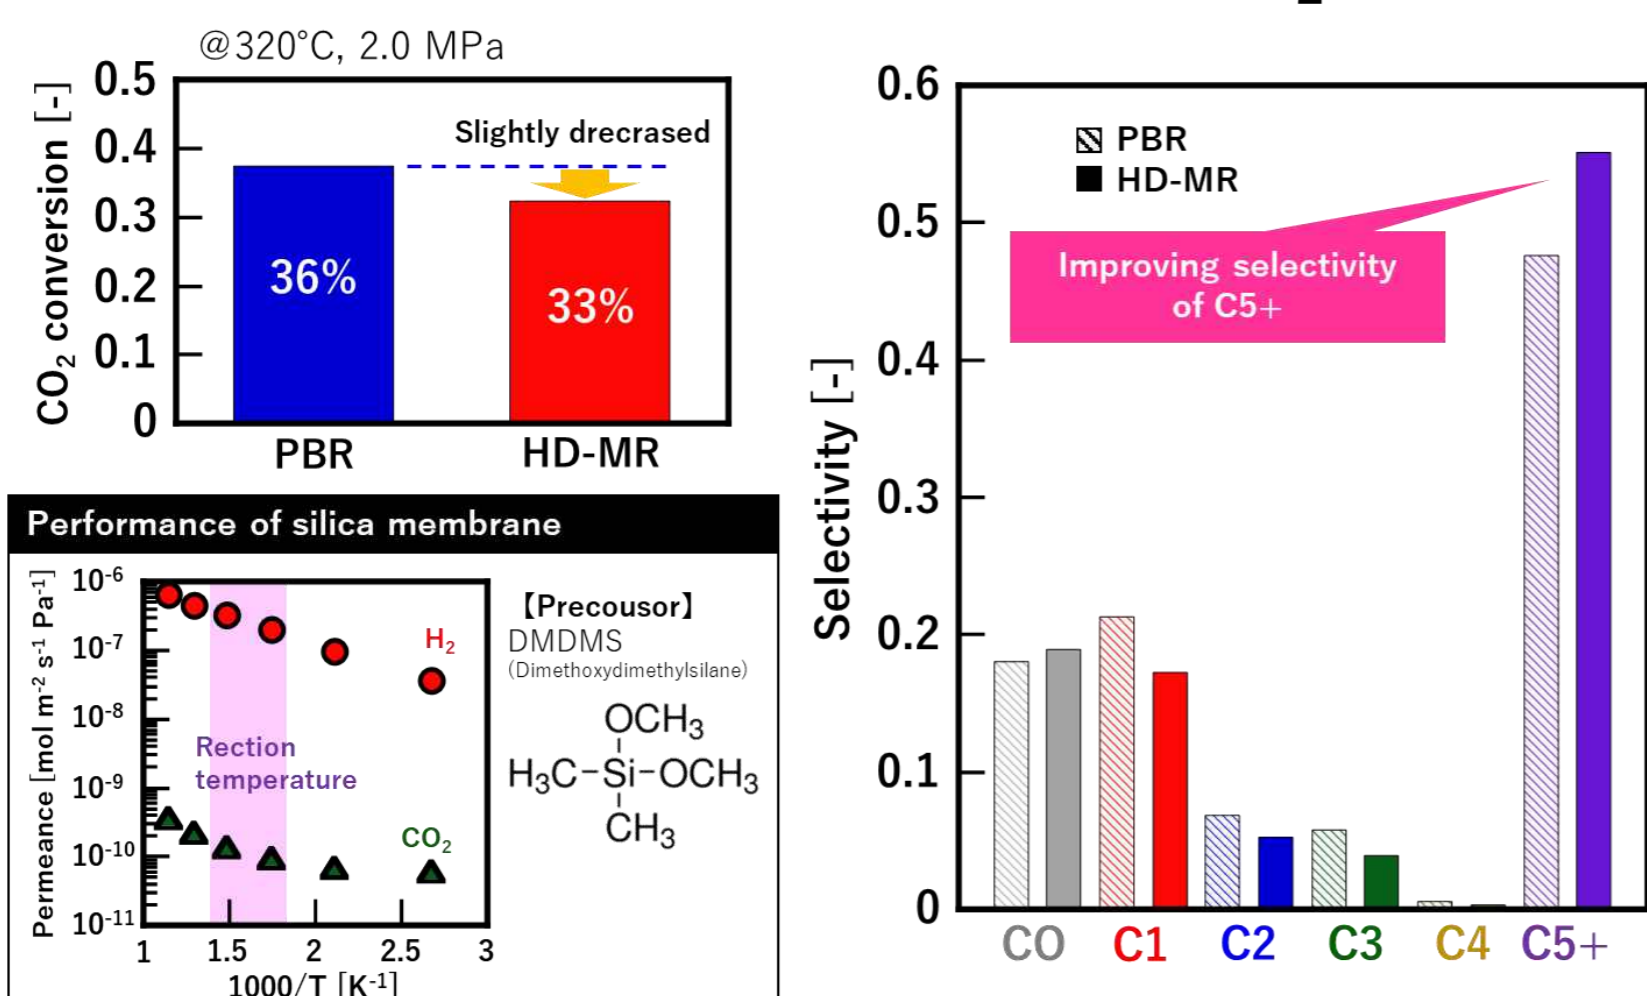 @320°C, 2.0 MPa
CO₂ conversion [-]
0.5
0.4
0.3
0.2
0.1
0
Slightly drecrased
36%
33%
PBR
HD-MR
Performance of silica membrane
Permeance [mol m⁻² s⁻¹ Pa⁻¹]
10⁻⁶
10⁻⁷
10⁻⁸
10⁻⁹
10⁻¹⁰
10⁻¹¹
H₂
Rection
temperature
CO₂
1
1.5
2
2.5
3
1000/T [K⁻¹]
【Precousor】
DMDMS
(Dimethoxydimethylsilane)
OCH₃
H₃C-Si-OCH₃
CH₃
Selectivity [-]
0.6
0.5
0.4
0.3
0.2
0.1
0
PBR
HD-MR
Improving selectivity
of C5+
CO
C1
C2
C3
C4
C5+